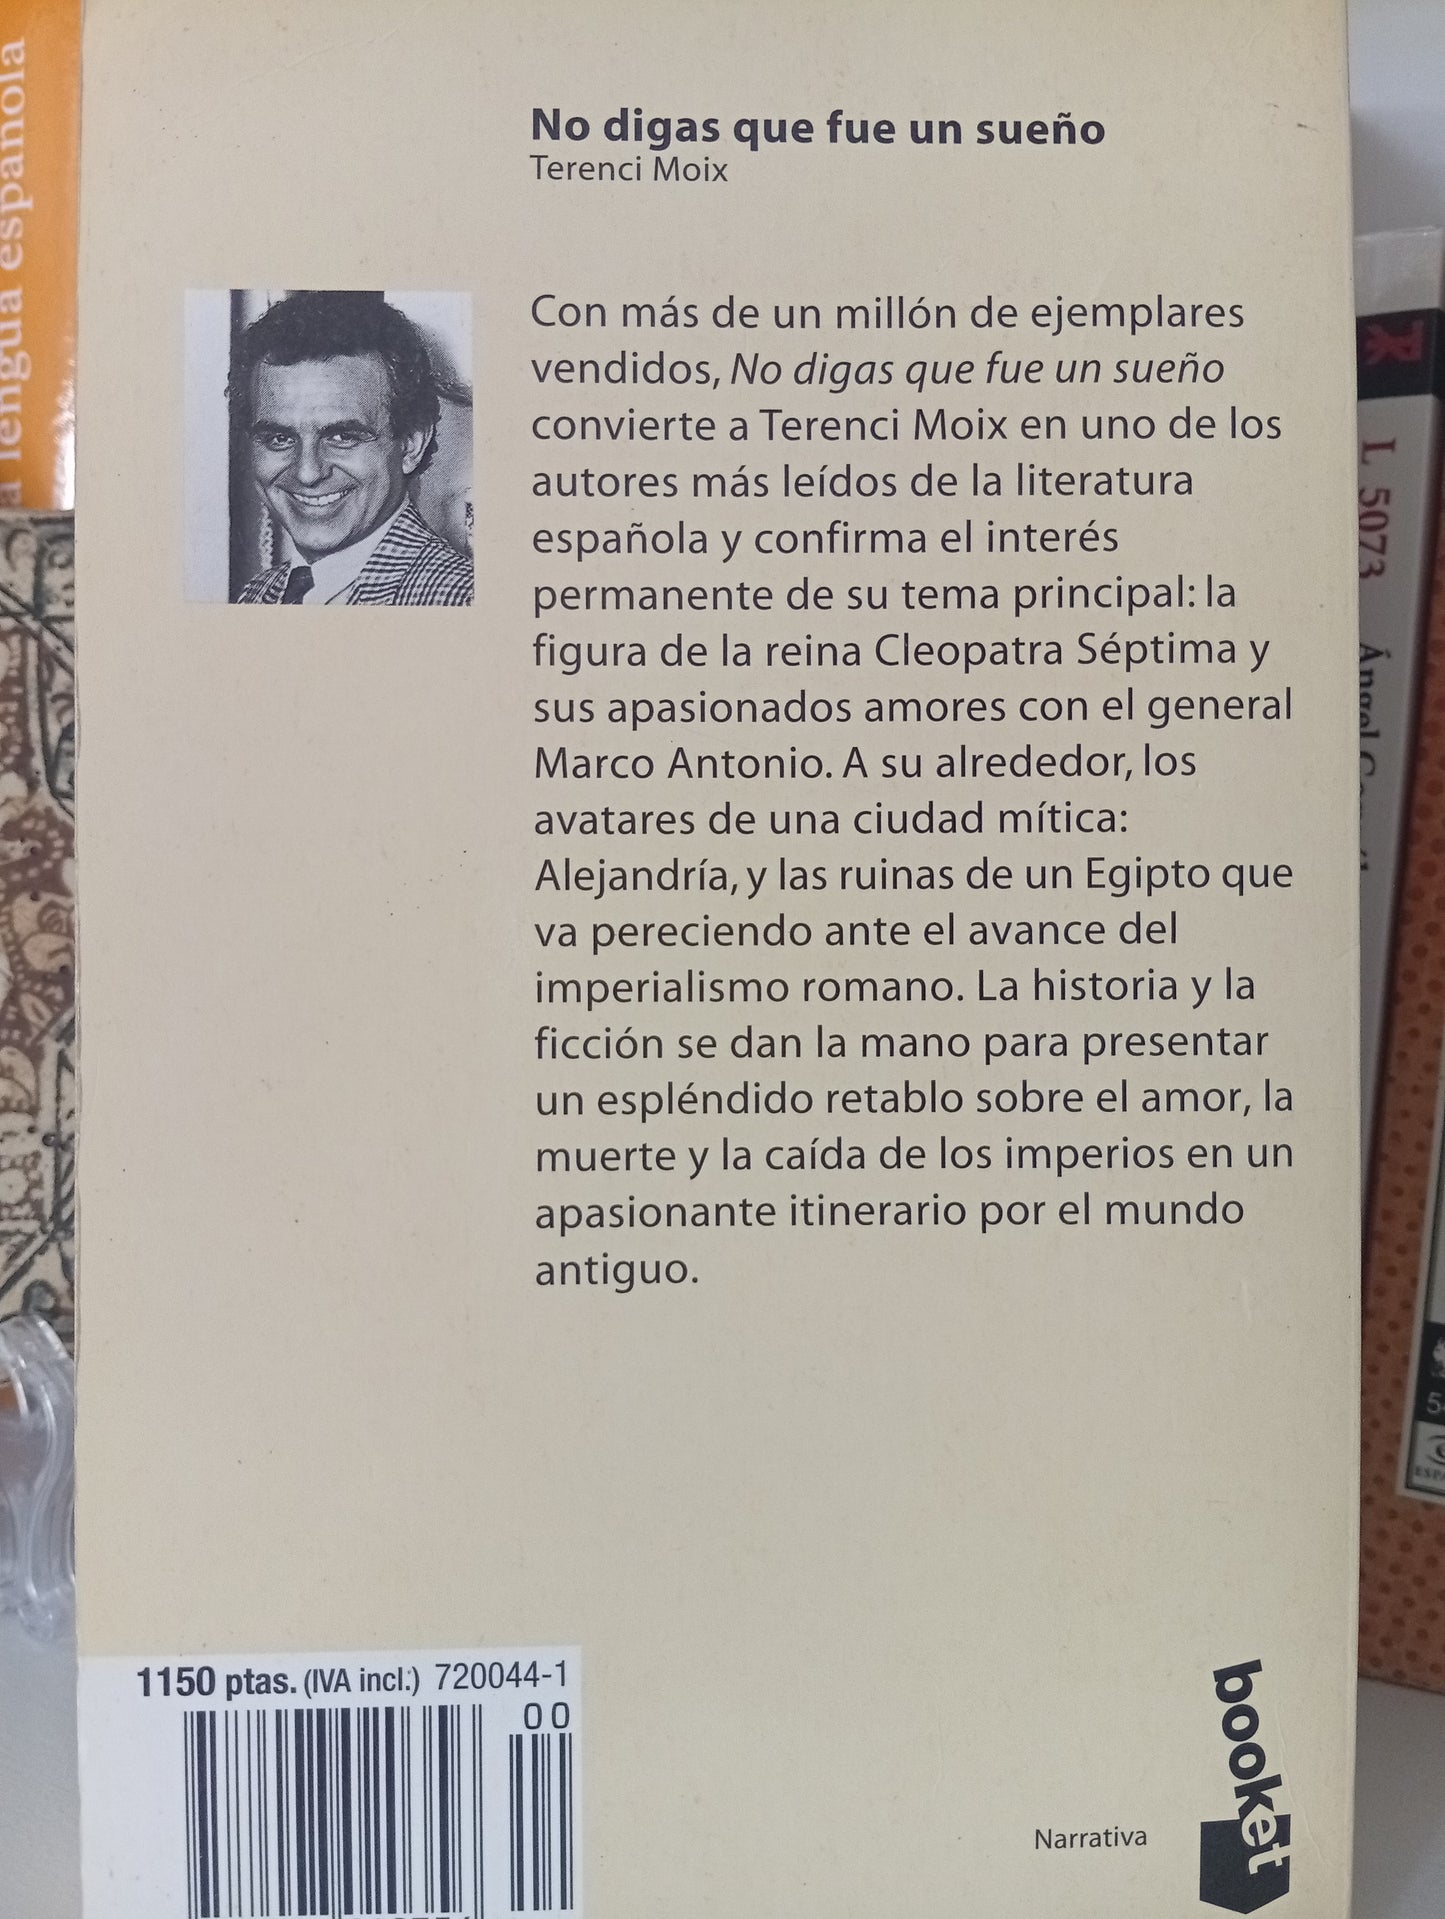 a lengua española
No digas que fue un sueño
Terenci Moix
Con más de un millón de ejemplares
vendidos, No digas que fue un sueño
convierte a Terenci Moix en uno de los
autores más leídos de la literatura
española y confirma el interés
permanente de su tema principal: la
figura de la reina Cleopatra Séptima y
sus apasionados amores con el general
Marco Antonio. A su alrededor, los
avatares de una ciudad mítica:
Alejandría, y las ruinas de un Egipto que
va pereciendo ante el avance del
imperialismo romano. La historia y la
ficción se dan la mano para presentar
un espléndido retablo sobre el amor, la
muerte y la caída de los imperios en un
apasionante itinerario por el mundo
antiguo.
1150 ptas. (IVA incl.) 720044-1
00
Narrativa
booket
L 5073
Ángel